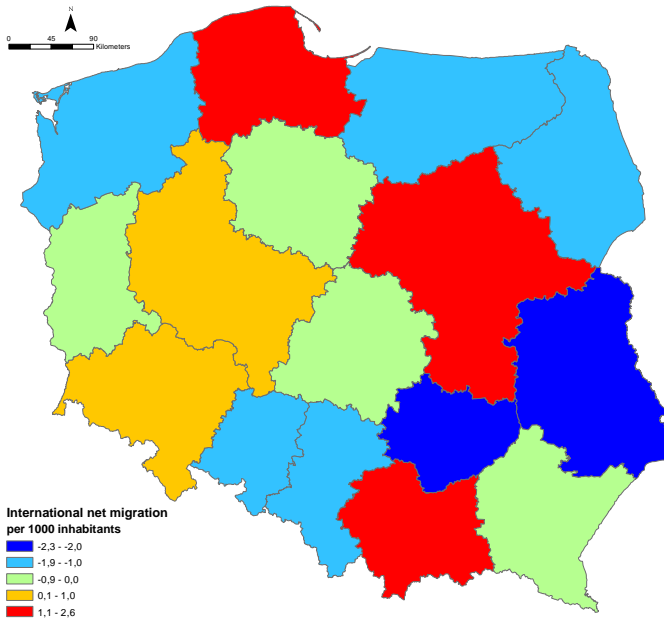 N
0 45 90
Kilometers
International net migration
per 1000 inhabitants
-2,3 - -2,0
-1,9 - -1,0
-0,9 - 0,0
0,1 - 1,0
1,1 - 2,6